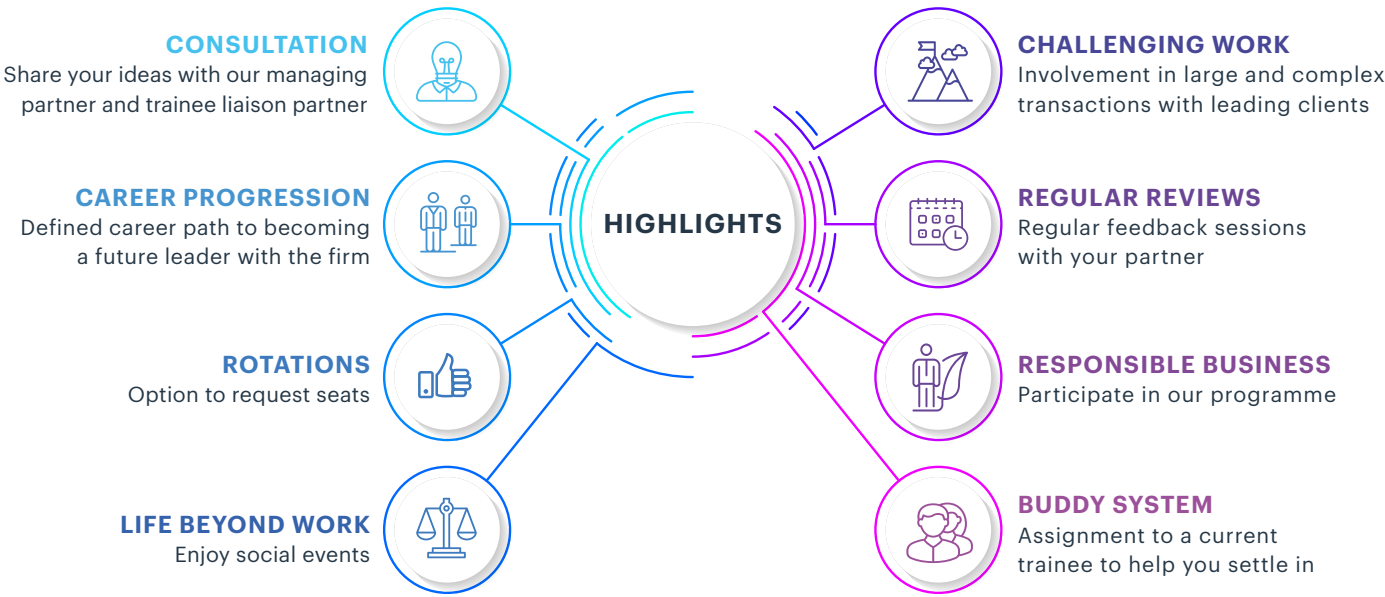 CONSULTATION
Share your ideas with our managing
partner and trainee liaison partner
CAREER PROGRESSION
Defined career path to becoming
a future leader with the firm
ROTATIONS
Option to request seats
LIFE BEYOND WORK
Enjoy social events
HIGHLIGHTS
CHALLENGING WORK
Involvement in large and complex
transactions with leading clients
REGULAR REVIEWS
Regular feedback sessions
with your partner
RESPONSIBLE BUSINESS
Participate in our programme
BUDDY SYSTEM
Assignment to a current
trainee to help you settle in